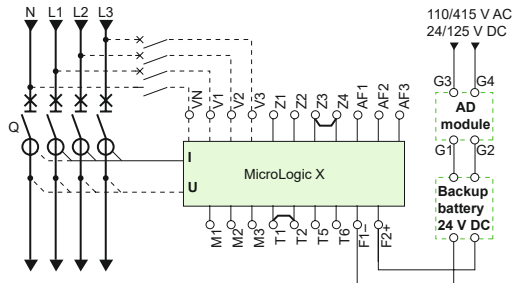 N L1 L2 L3
110/415 V AC
24/125 V DC
G3 G4
VN V1 V2 V3 Z1 Z2 Z3 Z4 AF1 AF2 AF3
AD
module
Q
G1 G2
I
MicroLogic X
U
Backup
battery
24 V DC
M1 M2 M3 T1 T2 T5 T6 F1– F2+